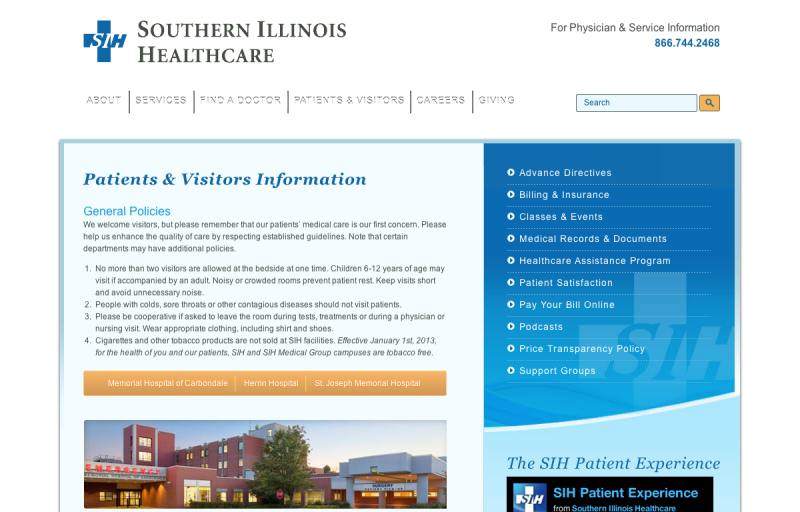 SIH
SOUTHERN ILLINOIS
HEALTHCARE
For Physician & Service Information
866.744.2468
ABOUT
SERVICES
FIND A DOCTOR
PATIENTS & VISITORS
CAREERS
GIVING
Search
Patients & Visitors Information
General Policies
We welcome visitors, but please remember that our patients' medical care is our first concern. Please
help us enhance the quality of care by respecting established guidelines. Note that certain
departments may have additional policies.
1. No more than two visitors are allowed at the bedside at one time. Children 6-12 years of age may
visit if accompanied by an adult. Noisy or crowded rooms prevent patient rest. Keep visits short
and avoid unnecessary noise.
2. People with colds, sore throats or other contagious diseases should not visit patients.
3. Please be cooperative if asked to leave the room during tests, treatments or during a physician or
nursing visit. Wear appropriate clothing, including shirt and shoes.
4. Cigarettes and other tobacco products are not sold at SIH facilities. Effective January 1st, 2013,
for the health of you and our patients, SIH and SIH Medical Group campuses are tobacco free.
Memorial Hospital of Carbondale
Herrin Hospital
St. Joseph Memorial Hospital
EMERGENCY
Advance Directives
Billing & Insurance
Classes & Events
Medical Records & Documents
Healthcare Assistance Program
Patient Satisfaction
Pay Your Bill Online
Podcasts
Price Transparency Policy
Support Groups
SIH
The SIH Patient Experience
SIH
SIH Patient Experience
from Southern Illinois Healthcare